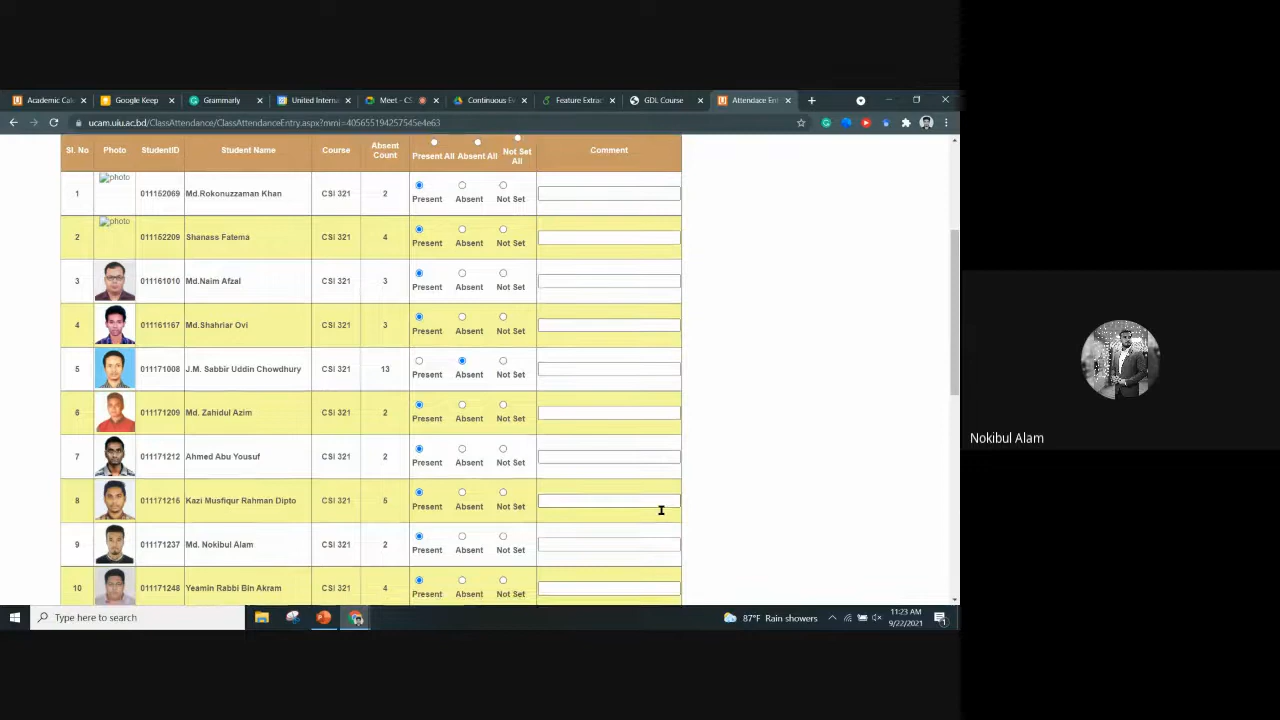 Academic Cal
Google Keep
Grammarly
United Interna
Meet - CS
Continuous Ev
Feature Extrac
GDL Course
Attendace Ent
ucam.uiu.ac.bd/ClassAttendance/ClassAttendanceEntry.aspx?mmi=405655194257545e4e63
Sl. No Photo StudentID Student Name Course Absent Count Present All Absent All Not Set All Comment
1 photo 011152069 Md.Rokonuzzaman Khan CSI 321 2 Present Absent Not Set
2 photo 011152209 Shanass Fatema CSI 321 4 Present Absent Not Set
3 011161010 Md.Naim Afzal CSI 321 3 Present Absent Not Set
4 011161167 Md.Shahriar Ovi CSI 321 3 Present Absent Not Set
5 011171008 J.M. Sabbir Uddin Chowdhury CSI 321 13 Present Absent Not Set
6 011171209 Md. Zahidul Azim CSI 321 2 Present Absent Not Set
7 011171212 Ahmed Abu Yousuf CSI 321 2 Present Absent Not Set
8 011171216 Kazi Musfiqur Rahman Dipto CSI 321 5 Present Absent Not Set
9 011171237 Md. Nokibul Alam CSI 321 2 Present Absent Not Set
10 011171248 Yeamin Rabbi Bin Akram CSI 321 4 Present Absent Not Set
Nokibul Alam
Type here to search
87°F Rain showers
11:23 AM
9/22/2021